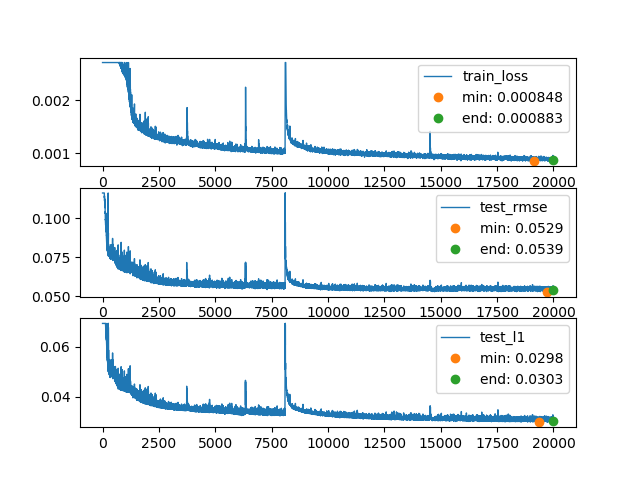 train_loss
min: 0.000848
end: 0.000883
0.002
0.001
0 2500 5000 7500 10000 12500 15000 17500 20000
test_rmse
min: 0.0529
end: 0.0539
0.100
0.075
0.050
0 2500 5000 7500 10000 12500 15000 17500 20000
test_l1
min: 0.0298
end: 0.0303
0.06
0.04
0 2500 5000 7500 10000 12500 15000 17500 20000